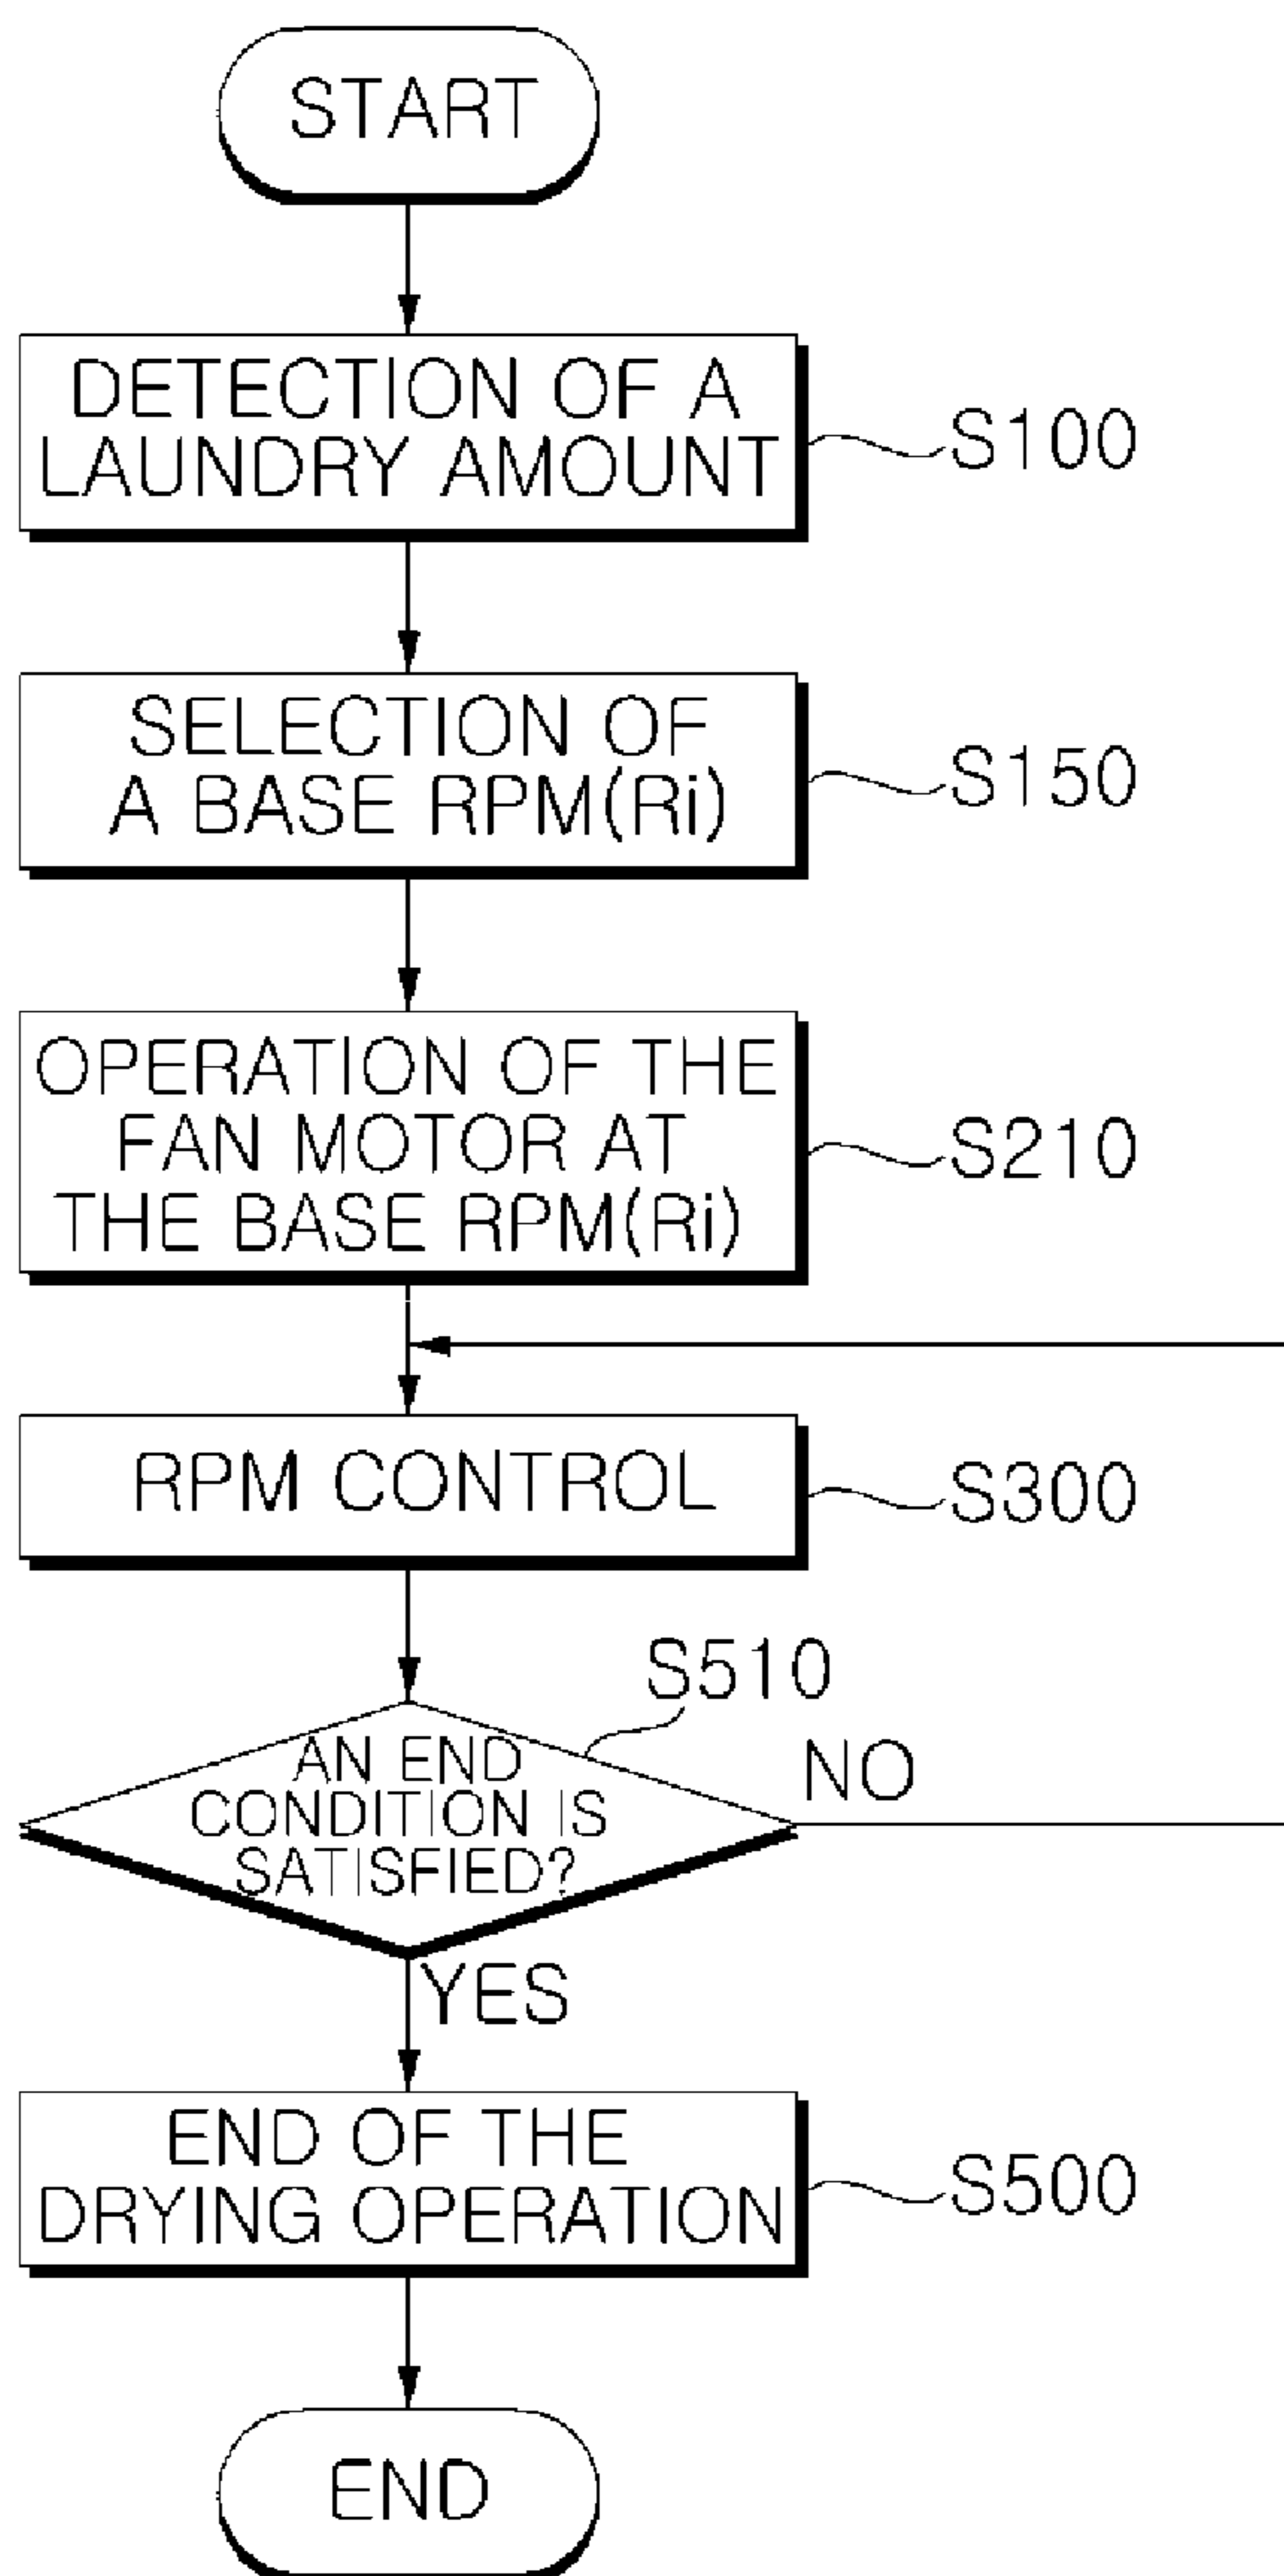 START
DETECTION OF A
LAUNDRY AMOUNT
S100
SELECTION OF
A BASE RPM(Ri)
S150
OPERATION OF THE
FAN MOTOR AT
THE BASE RPM(Ri)
S210
RPM CONTROL
S300
S510
AN END
CONDITION IS
SATISFIED?
NO
YES
END OF THE
DRYING OPERATION
S500
END